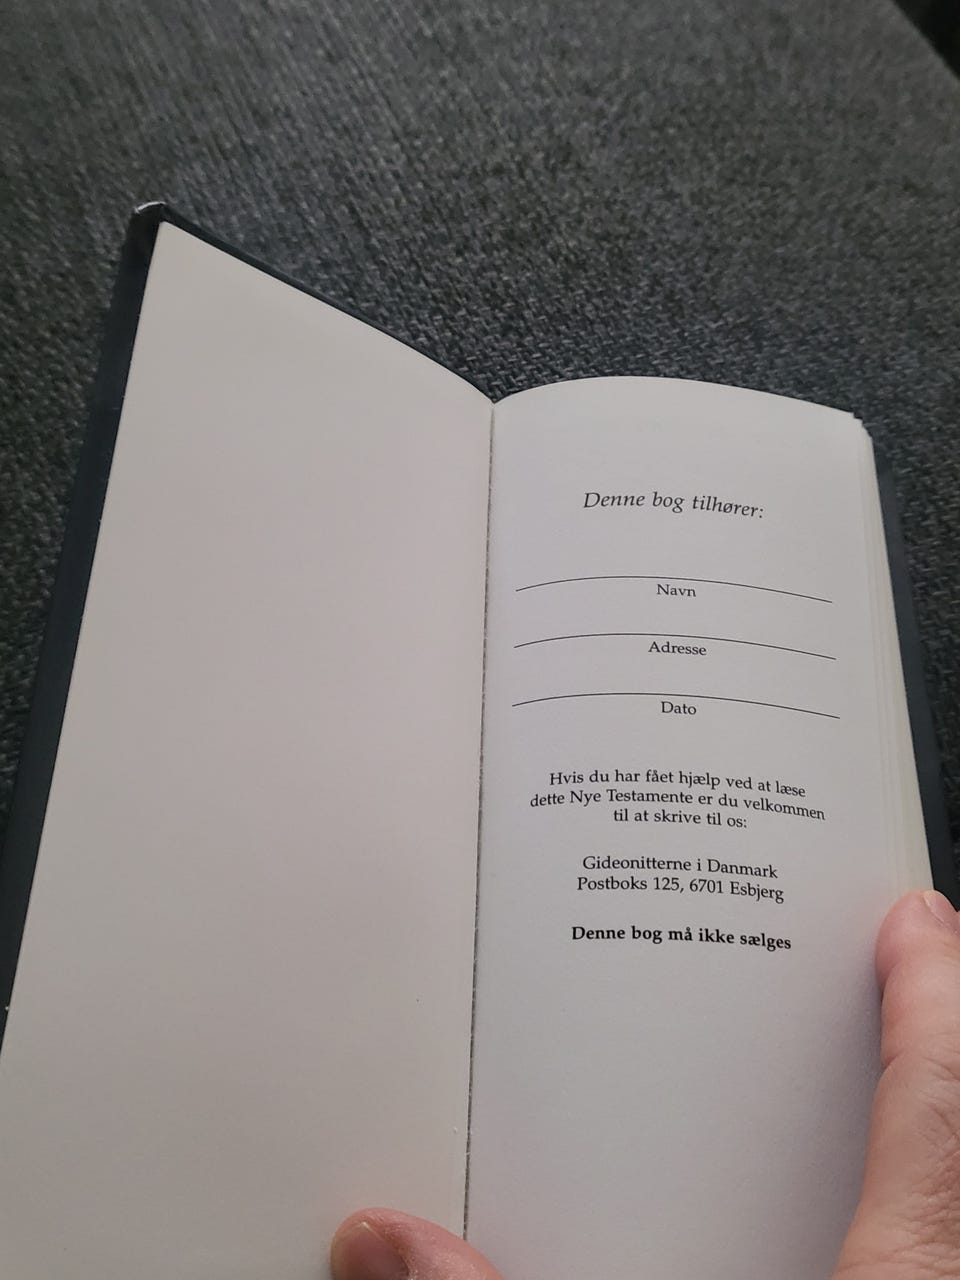 Denne bog tilhører:
Navn
Adresse
Dato
Hvis du har fået hjælp ved at læse
dette Nye Testamente er du velkommen
til at skrive til os:
Gideonitterne i Danmark
Postboks 125, 6701 Esbjerg
Denne bog må ikke sælges